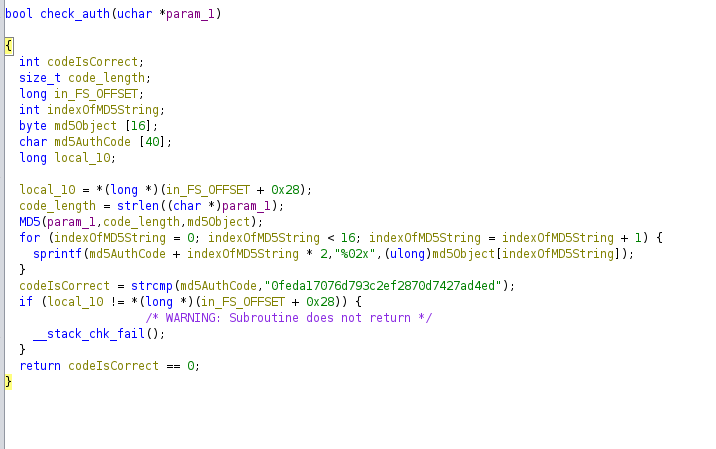 bool check_auth(uchar *param_1)
{
int codeIsCorrect;
size_t code_length;
long in_FS_OFFSET;
int indexOfMD5String;
byte md5Object [16];
char md5AuthCode [40];
long local_10;
local_10 = *(long *)(in_FS_OFFSET + 0x28);
code_length = strlen((char *)param_1);
MD5(param_1,code_length,md5Object);
for (indexOfMD5String = 0; indexOfMD5String < 16; indexOfMD5String = indexOfMD5String + 1) {
sprintf(md5AuthCode + indexOfMD5String * 2,"%02x",(ulong)md5Object[indexOfMD5String]);
}
codeIsCorrect = strcmp(md5AuthCode,"0feda17076d793c2ef2870d7427ad4ed");
if (local_10 != *(long *)(in_FS_OFFSET + 0x28)) {
/* WARNING: Subroutine does not return */
__stack_chk_fail();
}
return codeIsCorrect == 0;
}